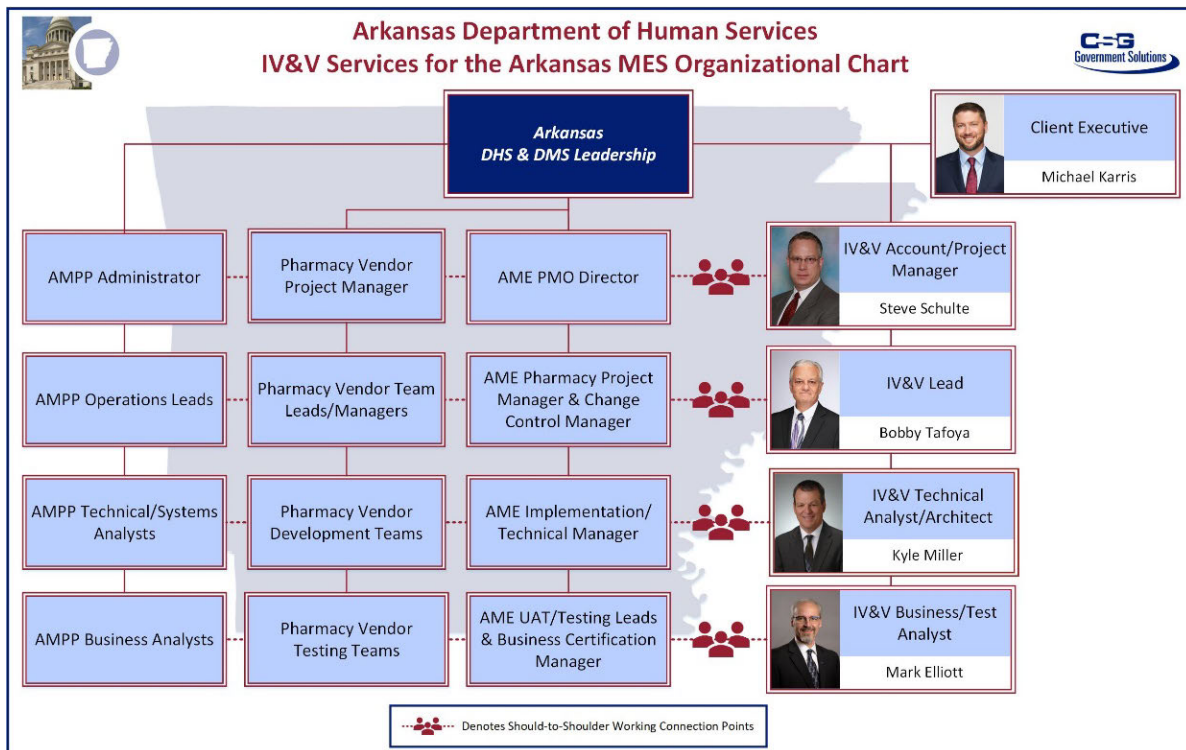 Arkansas Department of Human Services
IV&V Services for the Arkansas MES Organizational Chart
CSG
Government Solutions
Arkansas
DHS & DMS Leadership
Client Executive
Michael Karris
AMPP Administrator
Pharmacy Vendor
Project Manager
AME PMO Director
IV&V Account/Project
Manager
Steve Schulte
AMPP Operations Leads
Pharmacy Vendor Team
Leads/Managers
AME Pharmacy Project
Manager & Change
Control Manager
IV&V Lead
Bobby Tafoya
AMPP Technical/Systems
Analysts
Pharmacy Vendor
Development Teams
AME Implementation/
Technical Manager
IV&V Technical
Analyst/Architect
Kyle Miller
AMPP Business Analysts
Pharmacy Vendor
Testing Teams
AME UAT/Testing Leads
& Business Certification
Manager
IV&V Business/Test
Analyst
Mark Elliott
Denotes Should-to-Shoulder Working Connection Points